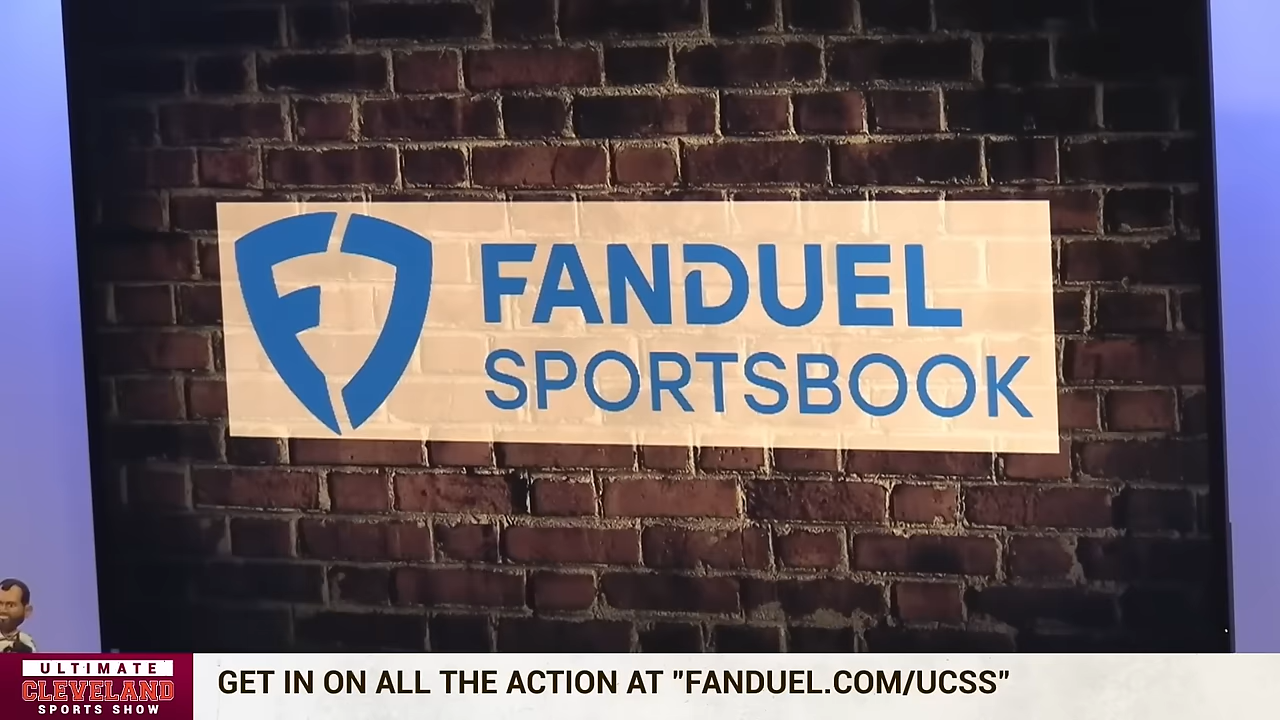 FANDUEL
SPORTSBOOK
ULTIMATE
CLEVELAND
SPORTS SHOW
GET IN ON ALL THE ACTION AT "FANDUEL.COM/UCSS"